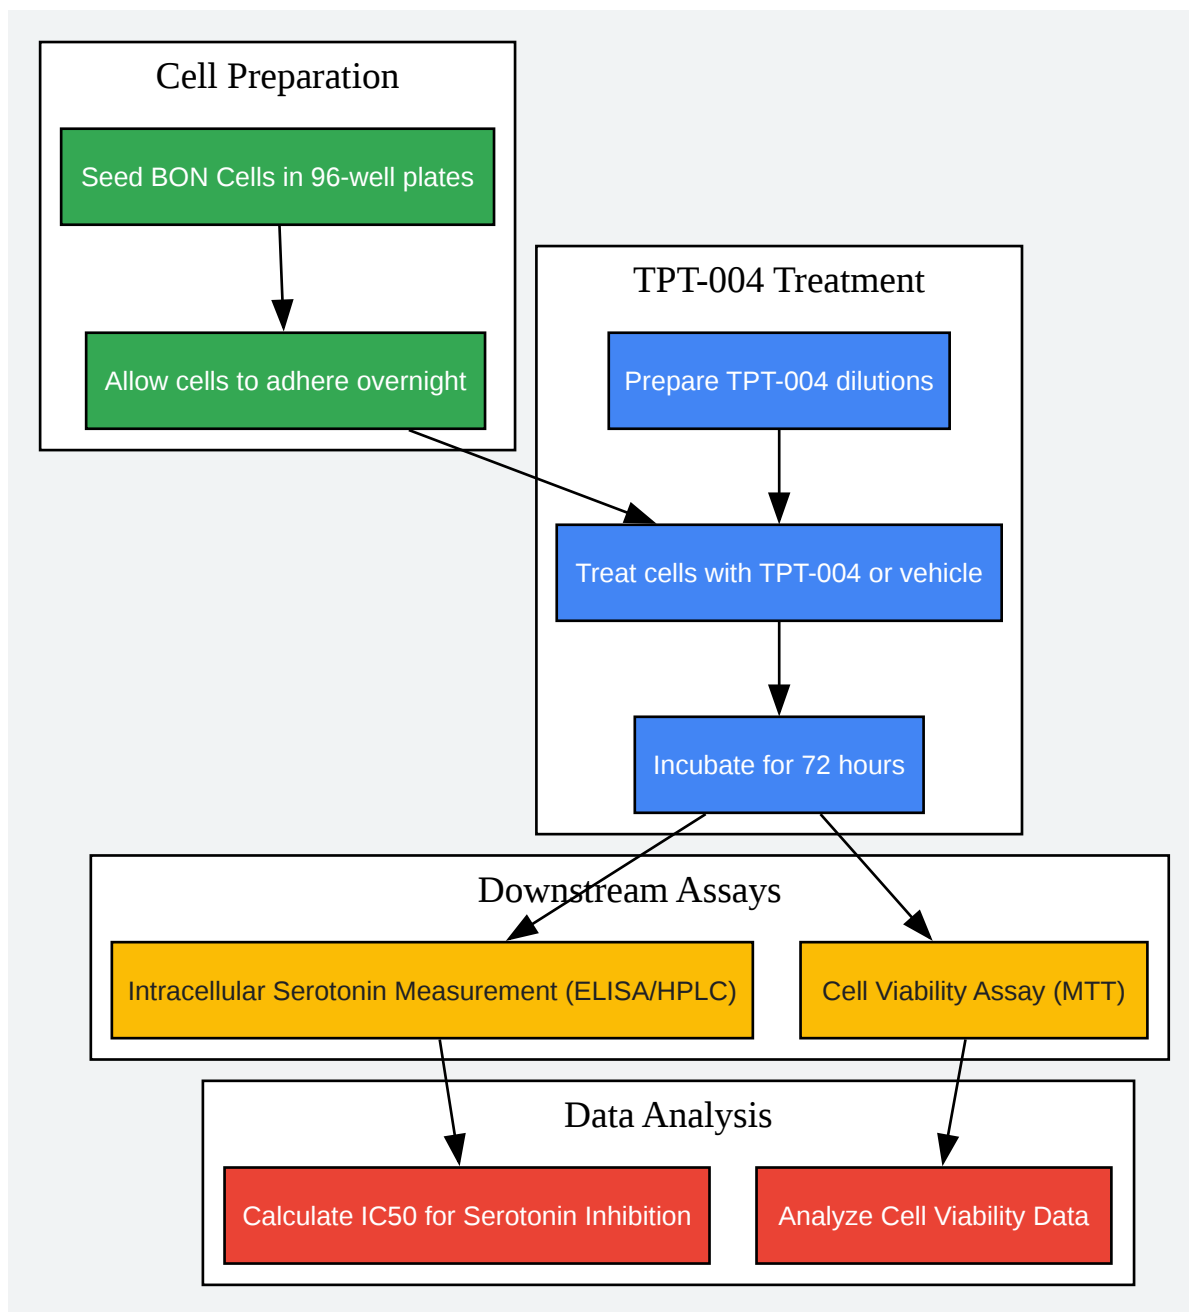 Cell Preparation
Seed BON Cells in 96-well plates
Allow cells to adhere overnight
TPT-004 Treatment
Prepare TPT-004 dilutions
Treat cells with TPT-004 or vehicle
Incubate for 72 hours
Downstream Assays
Intracellular Serotonin Measurement (ELISA/HPLC)
Cell Viability Assay (MTT)
Data Analysis
Calculate IC50 for Serotonin Inhibition
Analyze Cell Viability Data